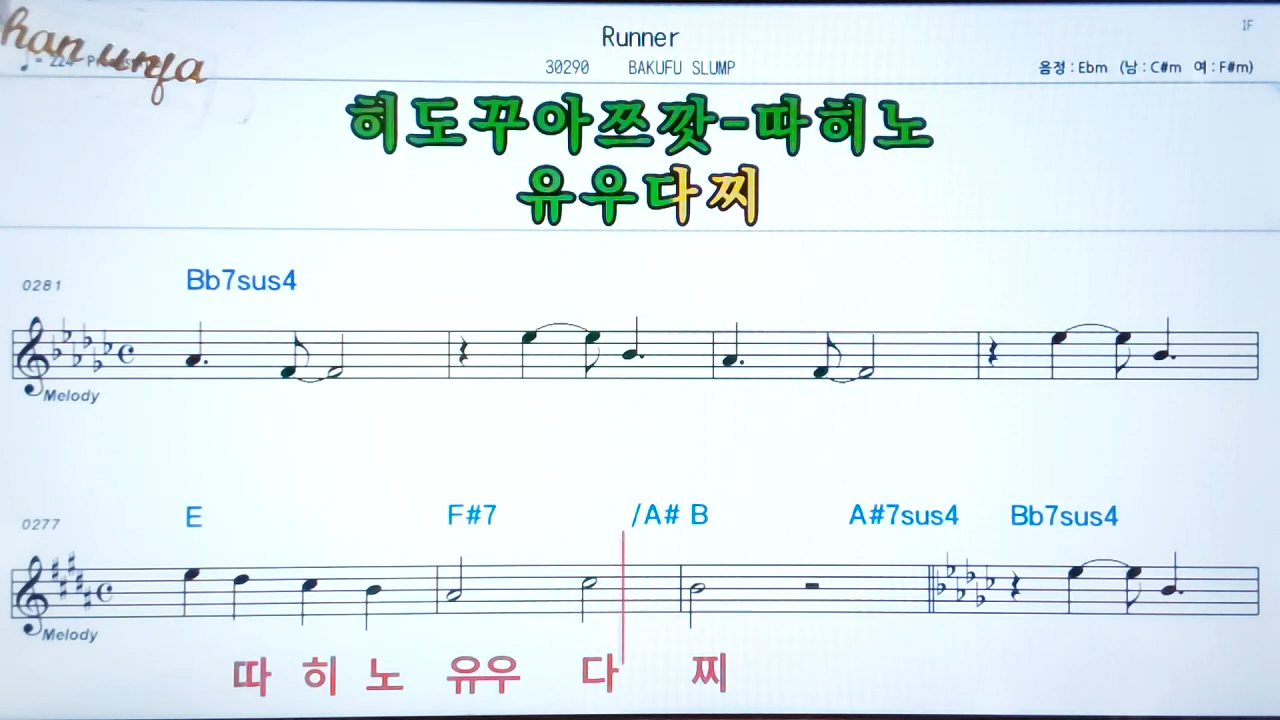 han unja
Runner
1F
30290 BAKUFU SLUMP
음정 : Ebm (남 : C#m 여 : F#m)
히도꾸아쯔깟-따히노
유우다찌
0281
Bb7sus4
Melody
0277
E F#7 /A# B A#7sus4 Bb7sus4
Melody
따 히 노 유우 다 찌